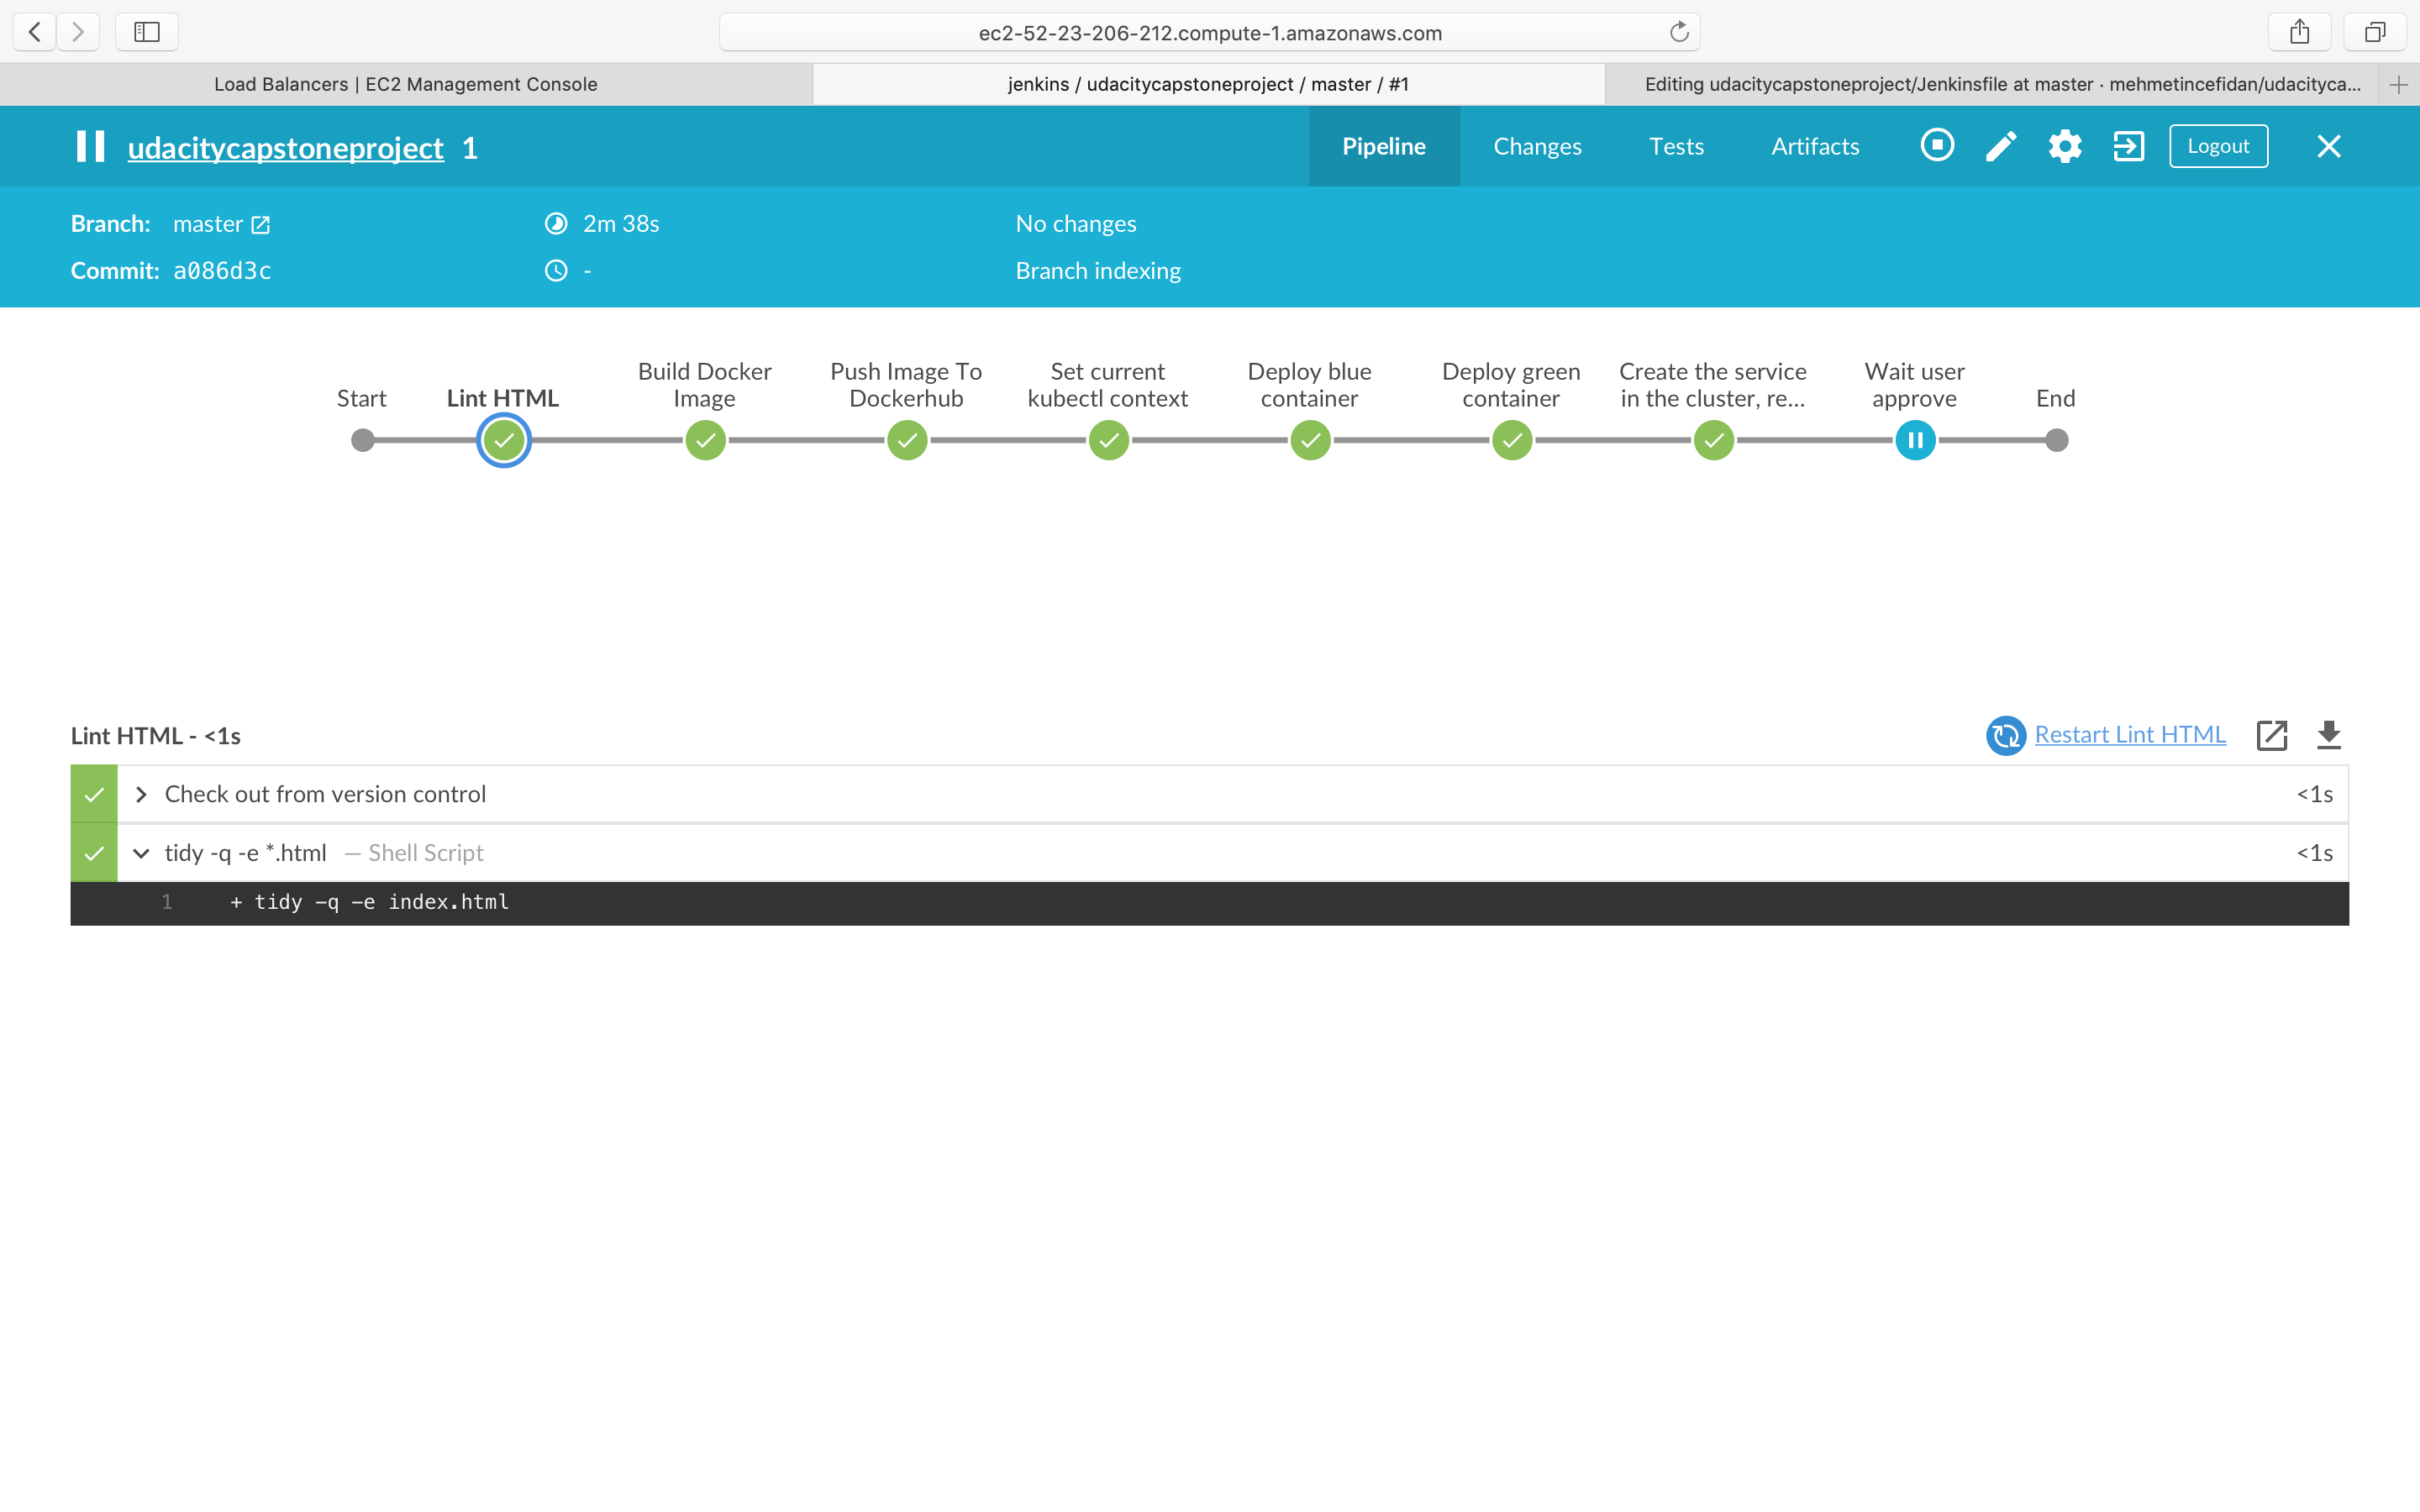 ec2-52-23-206-212.compute-1.amazonaws.com
Load Balancers | EC2 Management Console
jenkins / udacitycapstoneproject / master / #1
Editing udacitycapstoneproject/Jenkinsfile at master · mehmetincefidan/udacityca...
udacitycapstoneproject 1
Pipeline
Changes
Tests
Artifacts
Logout
Branch: master
2m 38s
No changes
Commit: a086d3c
-
Branch indexing
Start
Lint HTML
Build Docker
Image
Push Image To
Dockerhub
Set current
kubectl context
Deploy blue
container
Deploy green
container
Create the service
in the cluster, re...
Wait user
approve
End
Lint HTML - <1s
Restart Lint HTML
Check out from version control
<1s
tidy -q -e *.html — Shell Script
<1s
1 + tidy -q -e index.html